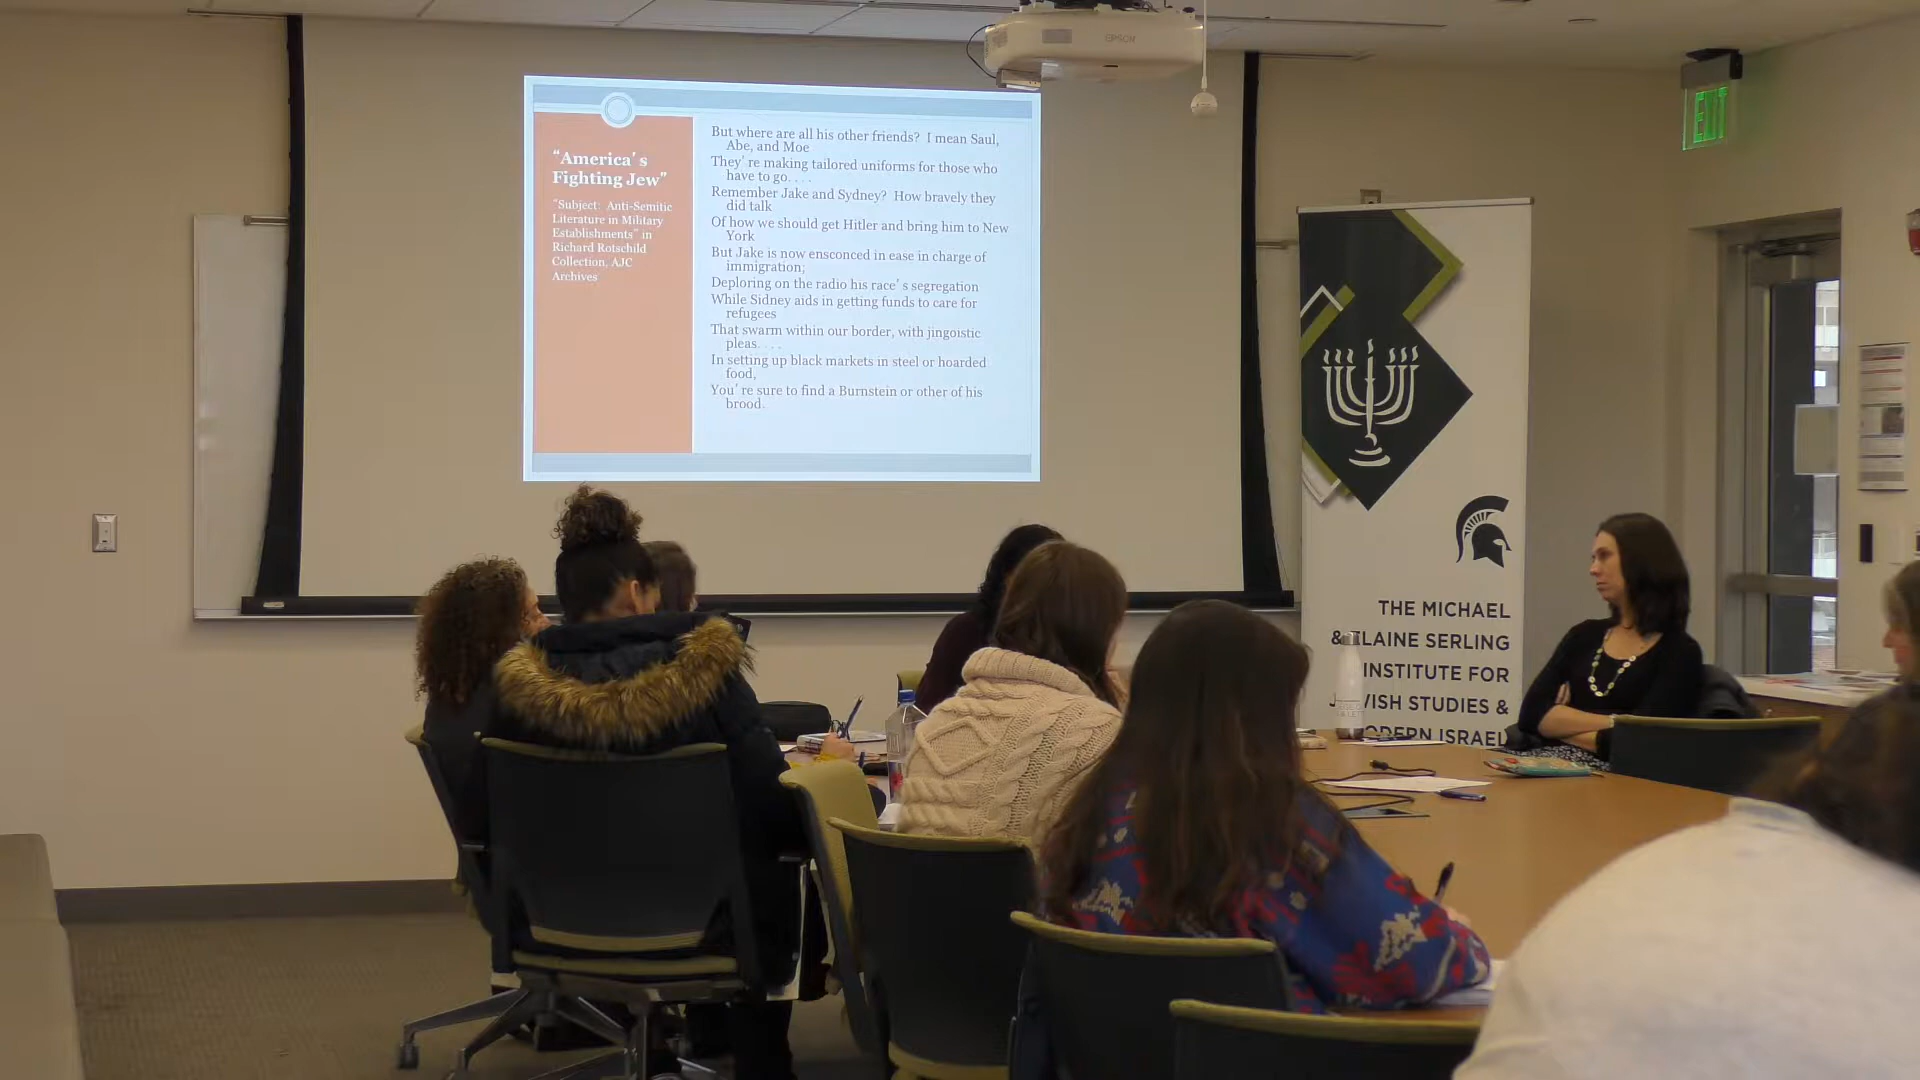 EPSON
EXIT
"America's
Fighting Jew"
"Subject: Anti-Semitic
Literature in Military
Establishments" in
Richard Rotschild
Collection, AJC
Archives
But where are all his other friends? I mean Saul,
Abe, and Moe
They're making tailored uniforms for those who
have to go. . . .
Remember Jake and Sydney? How bravely they
did talk
Of how we should get Hitler and bring him to New
York
But Jake is now ensconced in ease in charge of
immigration;
Deploring on the radio his race's segregation
While Sidney aids in getting funds to care for
refugees
That swarm within our border, with jingoistic
pleas. . . .
In setting up black markets in steel or hoarded
food,
You're sure to find a Burnstein or other of his
brood.
THE MICHAEL
& ELAINE SERLING
INSTITUTE FOR
WISH STUDIES &
ODERN ISRAEL